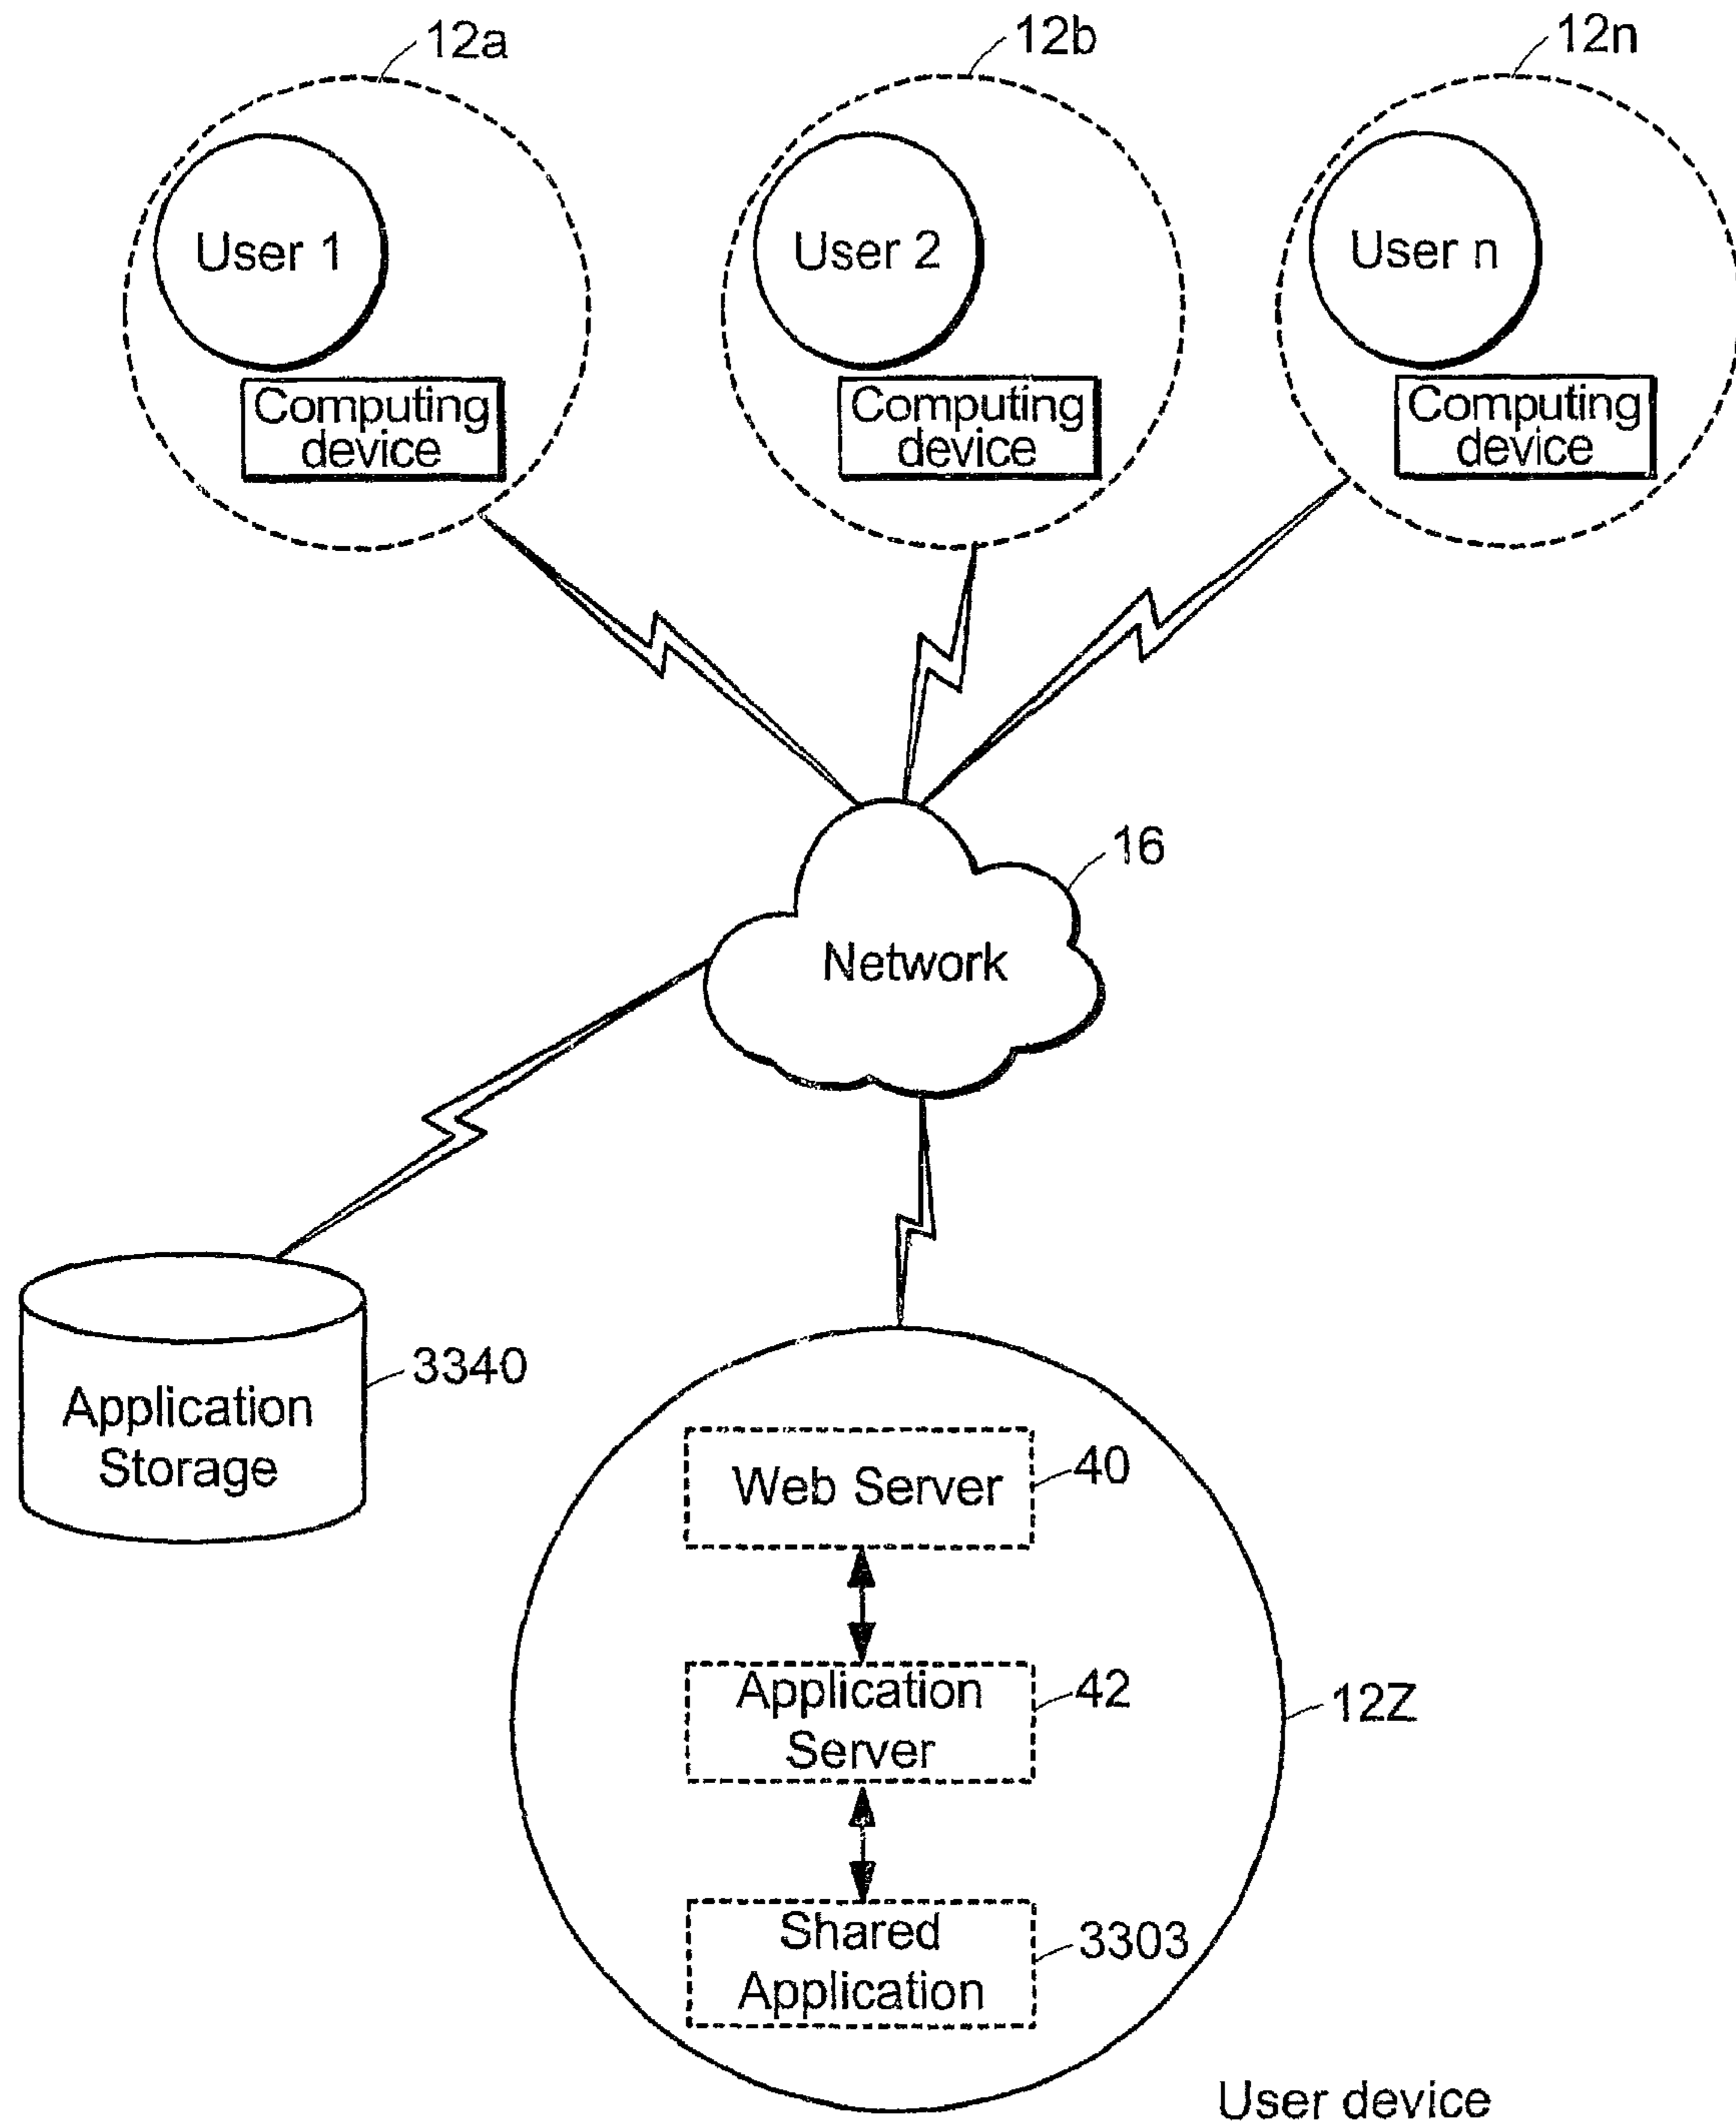 12a
12b
12n
User 1
User 2
User n
Computing
device
Computing
device
Computing
device
16
Network
3340
Application
Storage
Web Server
40
Application
Server
42
12Z
Shared
Application
3303
User device